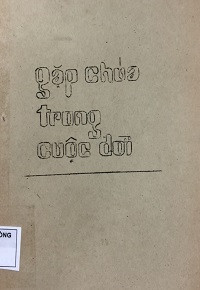 gặp chúa
trong
cuộc đời